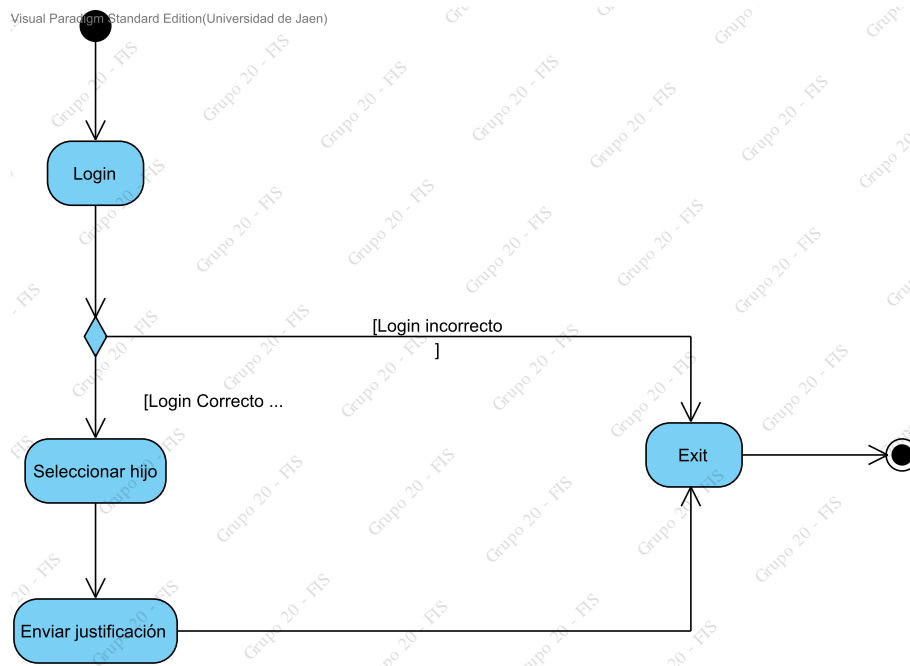 Visual Paradigm Standard Edition(Universidad de Jaen)
Login
[Login incorrecto
]
[Login Correcto ...
Seleccionar hijo
Exit
Enviar justificación
Grupo 20 - FIS